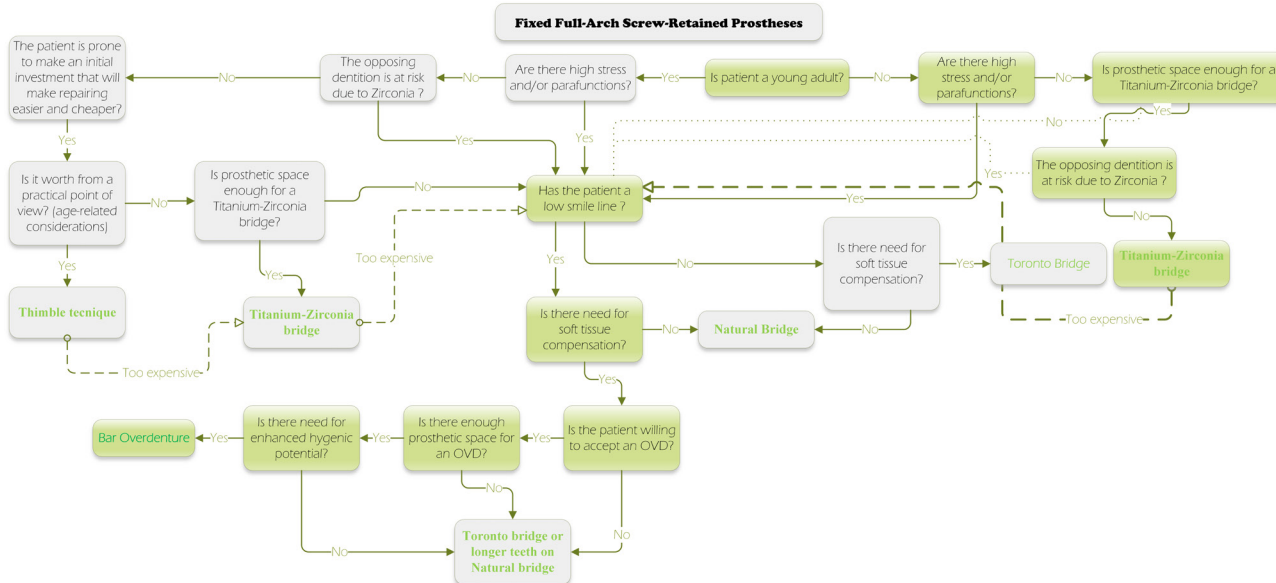 Fixed Full-Arch Screw-Retained Prostheses
The patient is prone
to make an initial
investment that will
make repairing
easier and cheaper?
No
The opposing
dentition is at risk
due to Zirconia ?
No
Are there high stress
and/or parafunctions?
Yes
Is patient a young adult?
No
Are there high
stress and/or
parafunctions?
No
Is prosthetic space enough for a
Titanium-Zirconia bridge?
Yes
Yes
Yes
No
Yes
Is it worth from a
practical point of
view? (age-related
considerations)
No
Is prosthetic space
enough for a
Titanium-Zirconia
bridge?
No
Has the patient a
low smile line ?
Yes
Yes
The opposing dentition is
at risk due to Zirconia ?
No
Yes
Yes
Too expensive
Yes
No
Is there need for
soft tissue
compensation?
Yes
Toronto Bridge
Titanium-Zirconia
bridge
Too expensive
Thimble tecnique
Titanium-Zirconia
bridge
Too expensive
Is there need for
soft tissue
compensation?
No
Natural Bridge
No
Yes
Bar Overdenture
Yes
Is there need for
enhanced hygenic
potential?
Yes
Is there enough
prosthetic space for
an OVD?
Yes
Is the patient willing
to accept an OVD?
No
No
No
Toronto bridge or
longer teeth on
Natural bridge